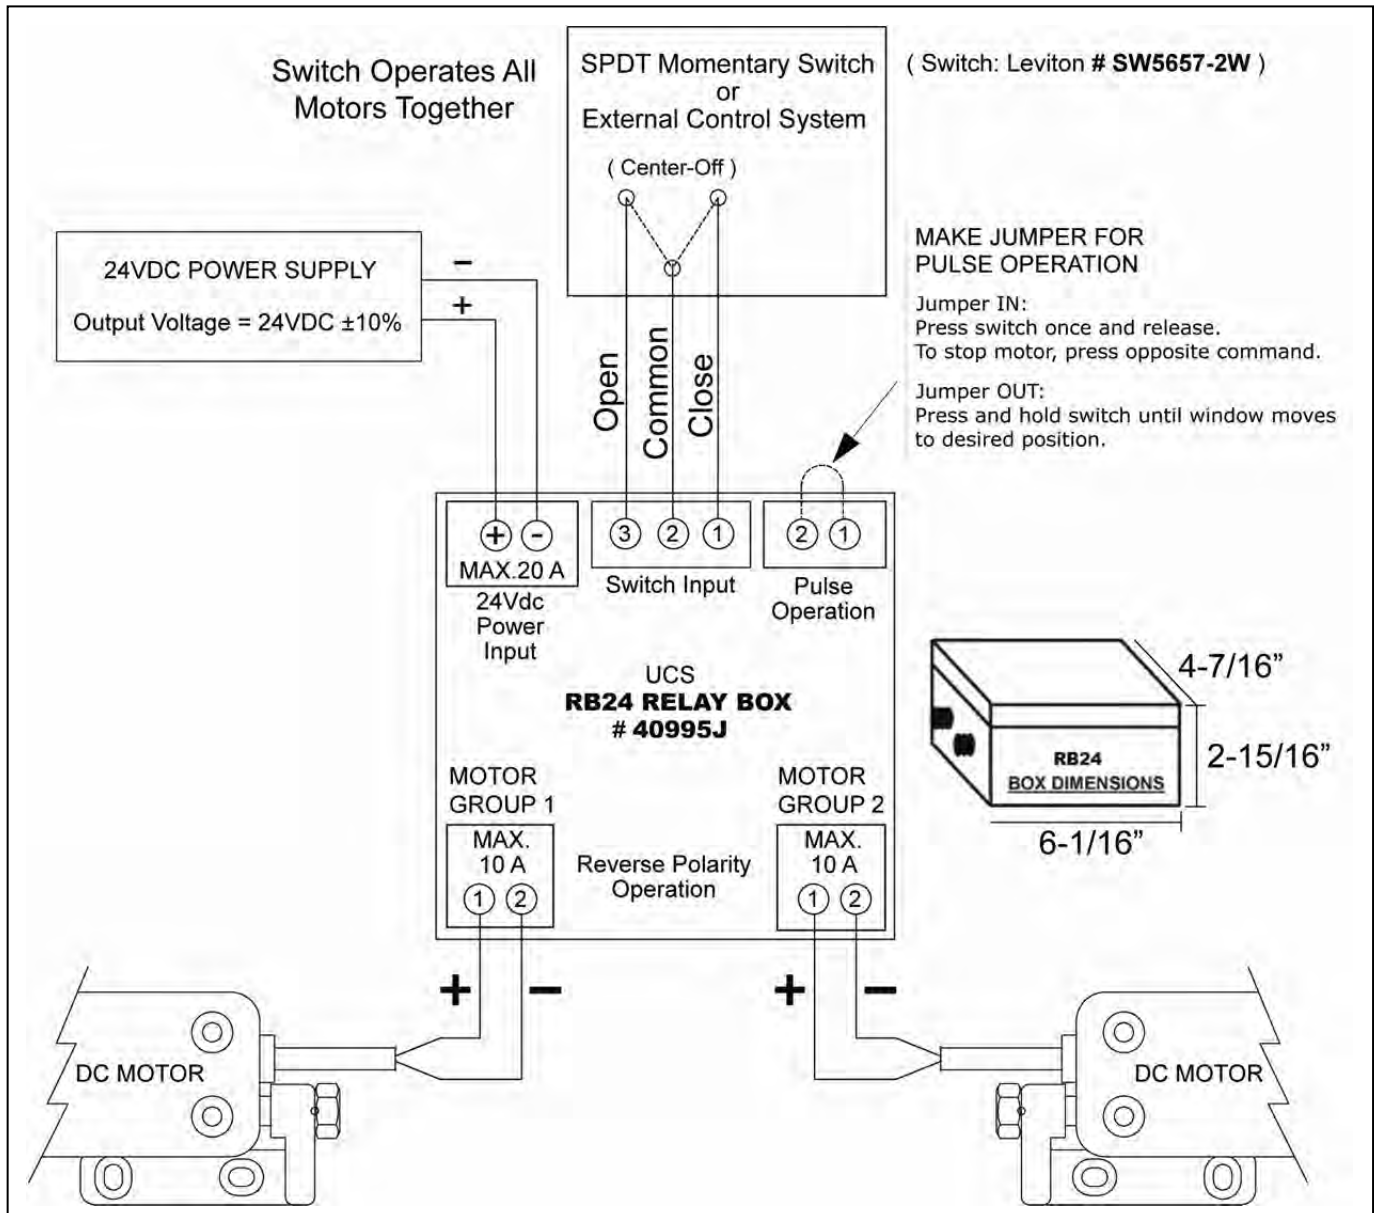 Switch Operates All
Motors Together
SPDT Momentary Switch
or
External Control System
( Center-Off )
( Switch: Leviton # SW5657-2W )
24VDC POWER SUPPLY
Output Voltage = 24VDC ±10%
−
+
Open
Common
Close
MAKE JUMPER FOR
PULSE OPERATION
Jumper IN:
Press switch once and release.
To stop motor, press opposite command.
Jumper OUT:
Press and hold switch until window moves
to desired position.
+ -
MAX.20 A
24Vdc
Power
Input
3 2 1
Switch Input
2 1
Pulse
Operation
UCS
RB24 RELAY BOX
# 40995J
4-7/16”
2-15/16”
6-1/16”
RB24
BOX DIMENSIONS
MOTOR
GROUP 1
MAX.
10 A
1 2
Reverse Polarity
Operation
MOTOR
GROUP 2
MAX.
10 A
1 2
+ −
+ −
DC MOTOR
DC MOTOR